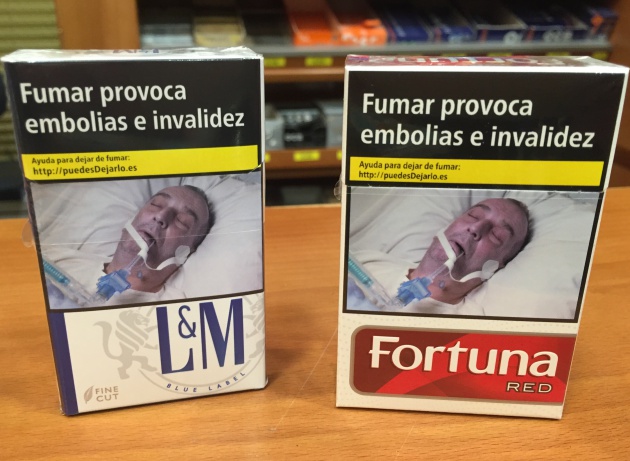 Fumar provoca
embolias e invalidez
Ayuda para dejar de fumar:
http://puedesDejarlo.es
L&M
BLUE LABEL
FINE
CUT
Fortuna
Fumar provoca
embolias e invalidez
Ayuda para dejar de fumar:
http://puedesDejarlo.es
Fortuna
RED